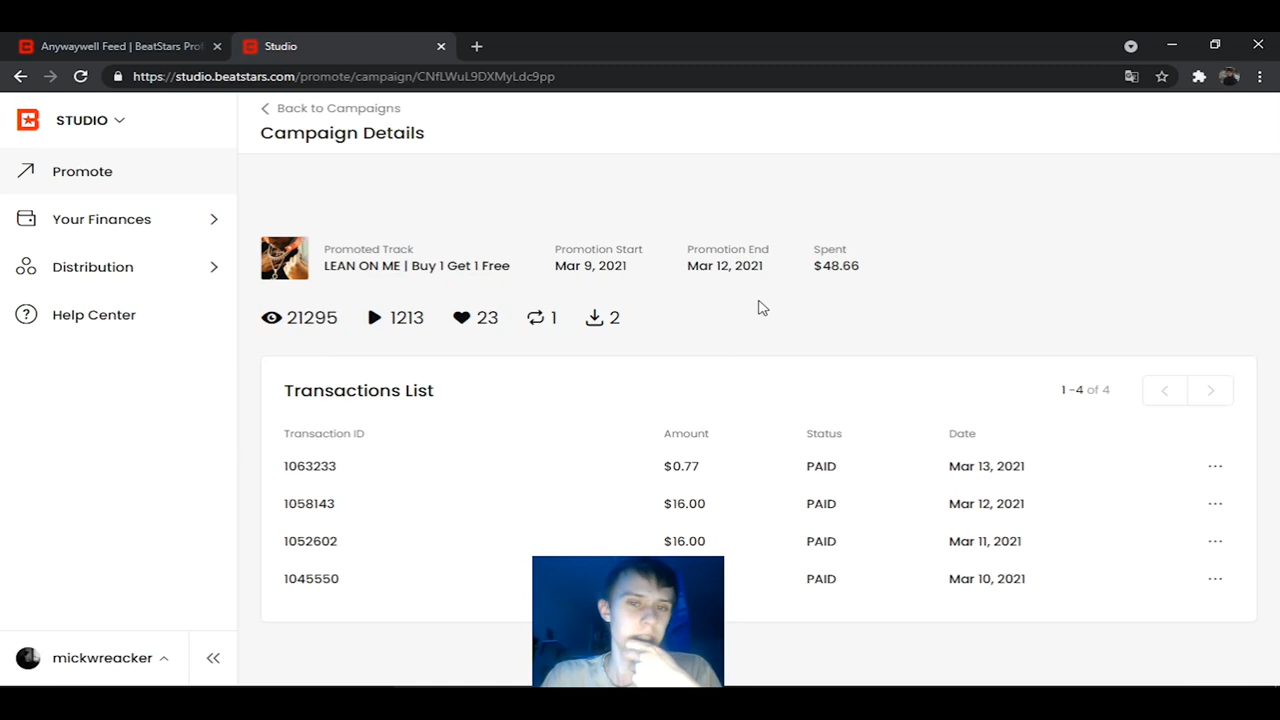 Anywaywell Feed | BeatStars Prof
Studio
https://studio.beatstars.com/promote/campaign/CNfLWuL9DXMyLdc9pp
STUDIO
Back to Campaigns
Campaign Details
Promote
Your Finances
Distribution
Help Center
Promoted Track Promotion Start Promotion End Spent
LEAN ON ME | Buy 1 Get 1 Free Mar 9, 2021 Mar 12, 2021 $48.66
21295 1213 23 1 2
Transactions List 1 -4 of 4
Transaction ID Amount Status Date
1063233 $0.77 PAID Mar 13, 2021
1058143 $16.00 PAID Mar 12, 2021
1052602 $16.00 PAID Mar 11, 2021
1045550 PAID Mar 10, 2021
mickwreacker